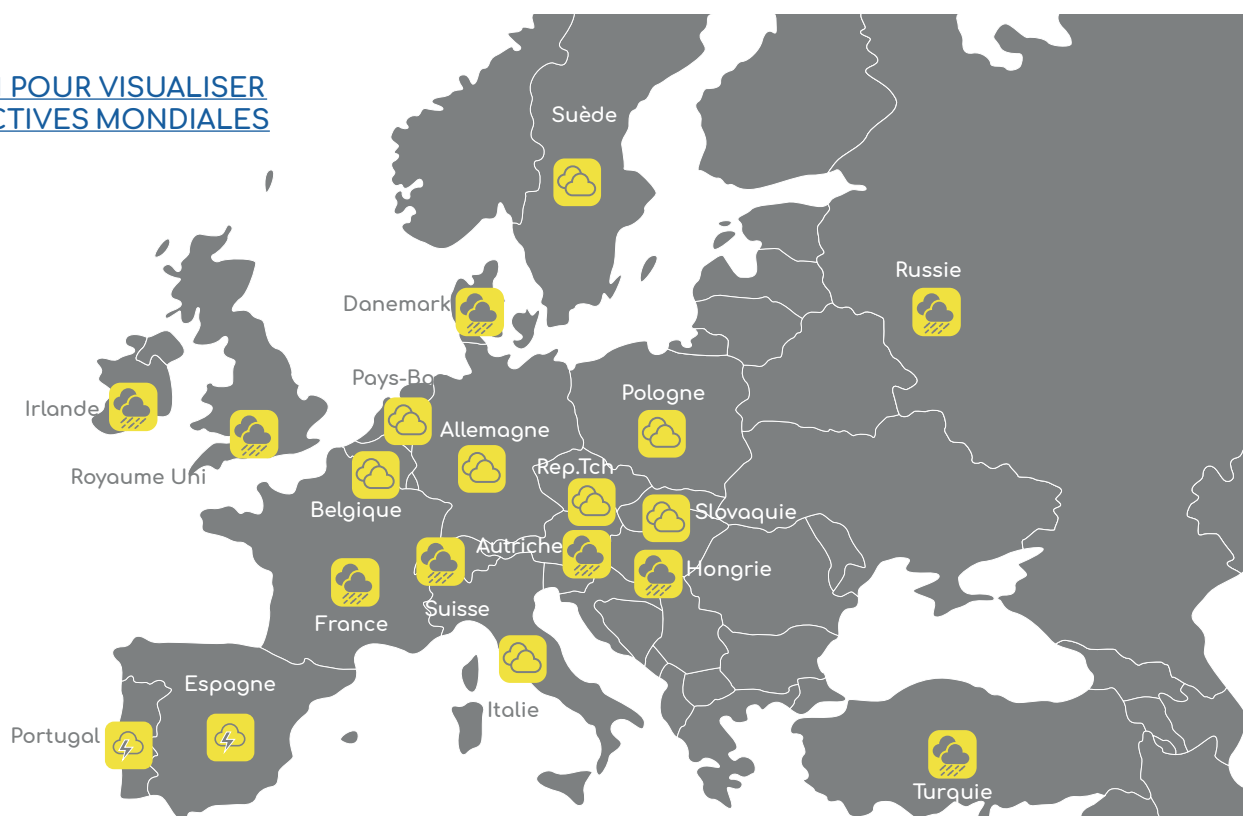 POUR VISUALISER
CTIVES MONDIALES
Suède
Russie
Danemark
Pays-Ba
Pologne
Irlande
Allemagne
Rep.Tch
Royaume Uni
Belgique
Slovaquie
Autriche
Hongrie
Suisse
France
Espagne
Italie
Portugal
Turquie